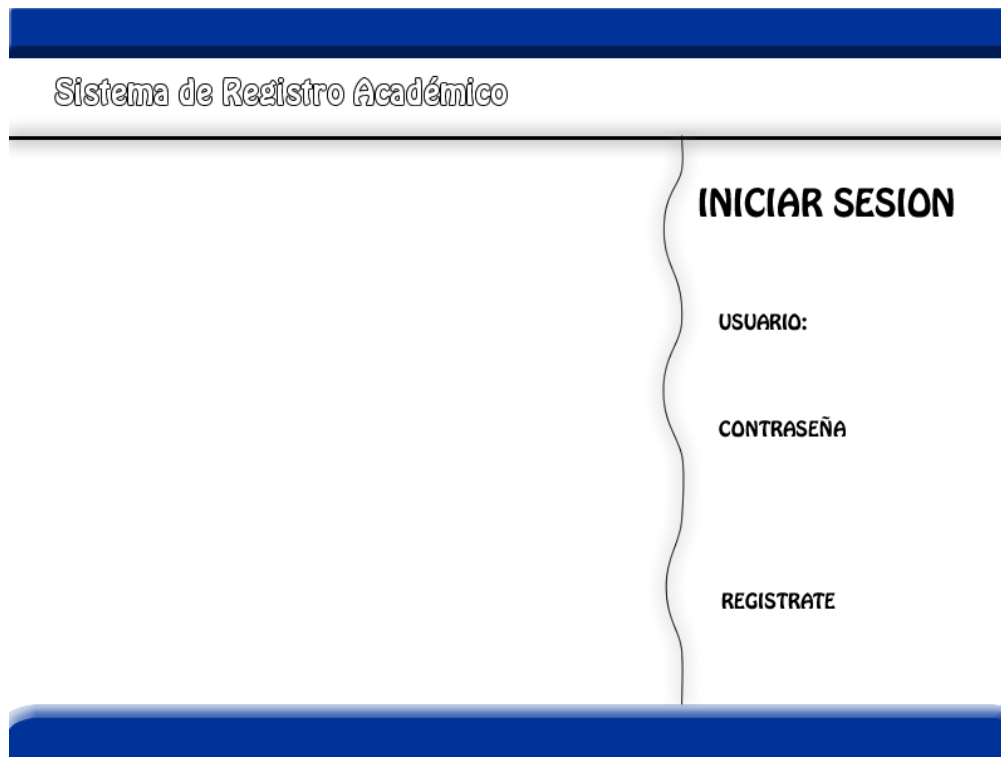 Sistema de Registro Académico
INICIAR SESION
USUARIO:
CONTRASEÑA
REGISTRATE